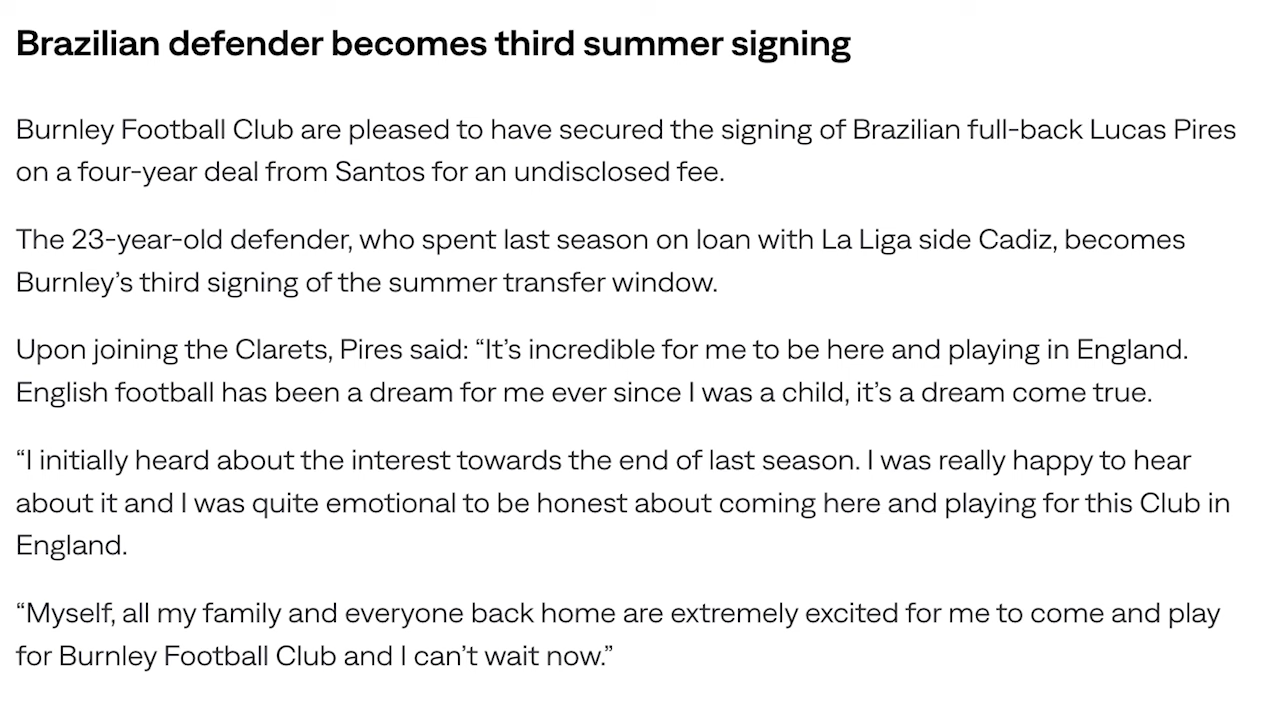 Brazilian defender becomes third summer signing
Burnley Football Club are pleased to have secured the signing of Brazilian full-back Lucas Pires
on a four-year deal from Santos for an undisclosed fee.
The 23-year-old defender, who spent last season on loan with La Liga side Cadiz, becomes
Burnley’s third signing of the summer transfer window.
Upon joining the Clarets, Pires said: “It’s incredible for me to be here and playing in England.
English football has been a dream for me ever since I was a child, it’s a dream come true.
“I initially heard about the interest towards the end of last season. I was really happy to hear
about it and I was quite emotional to be honest about coming here and playing for this Club in
England.
“Myself, all my family and everyone back home are extremely excited for me to come and play
for Burnley Football Club and I can’t wait now.”